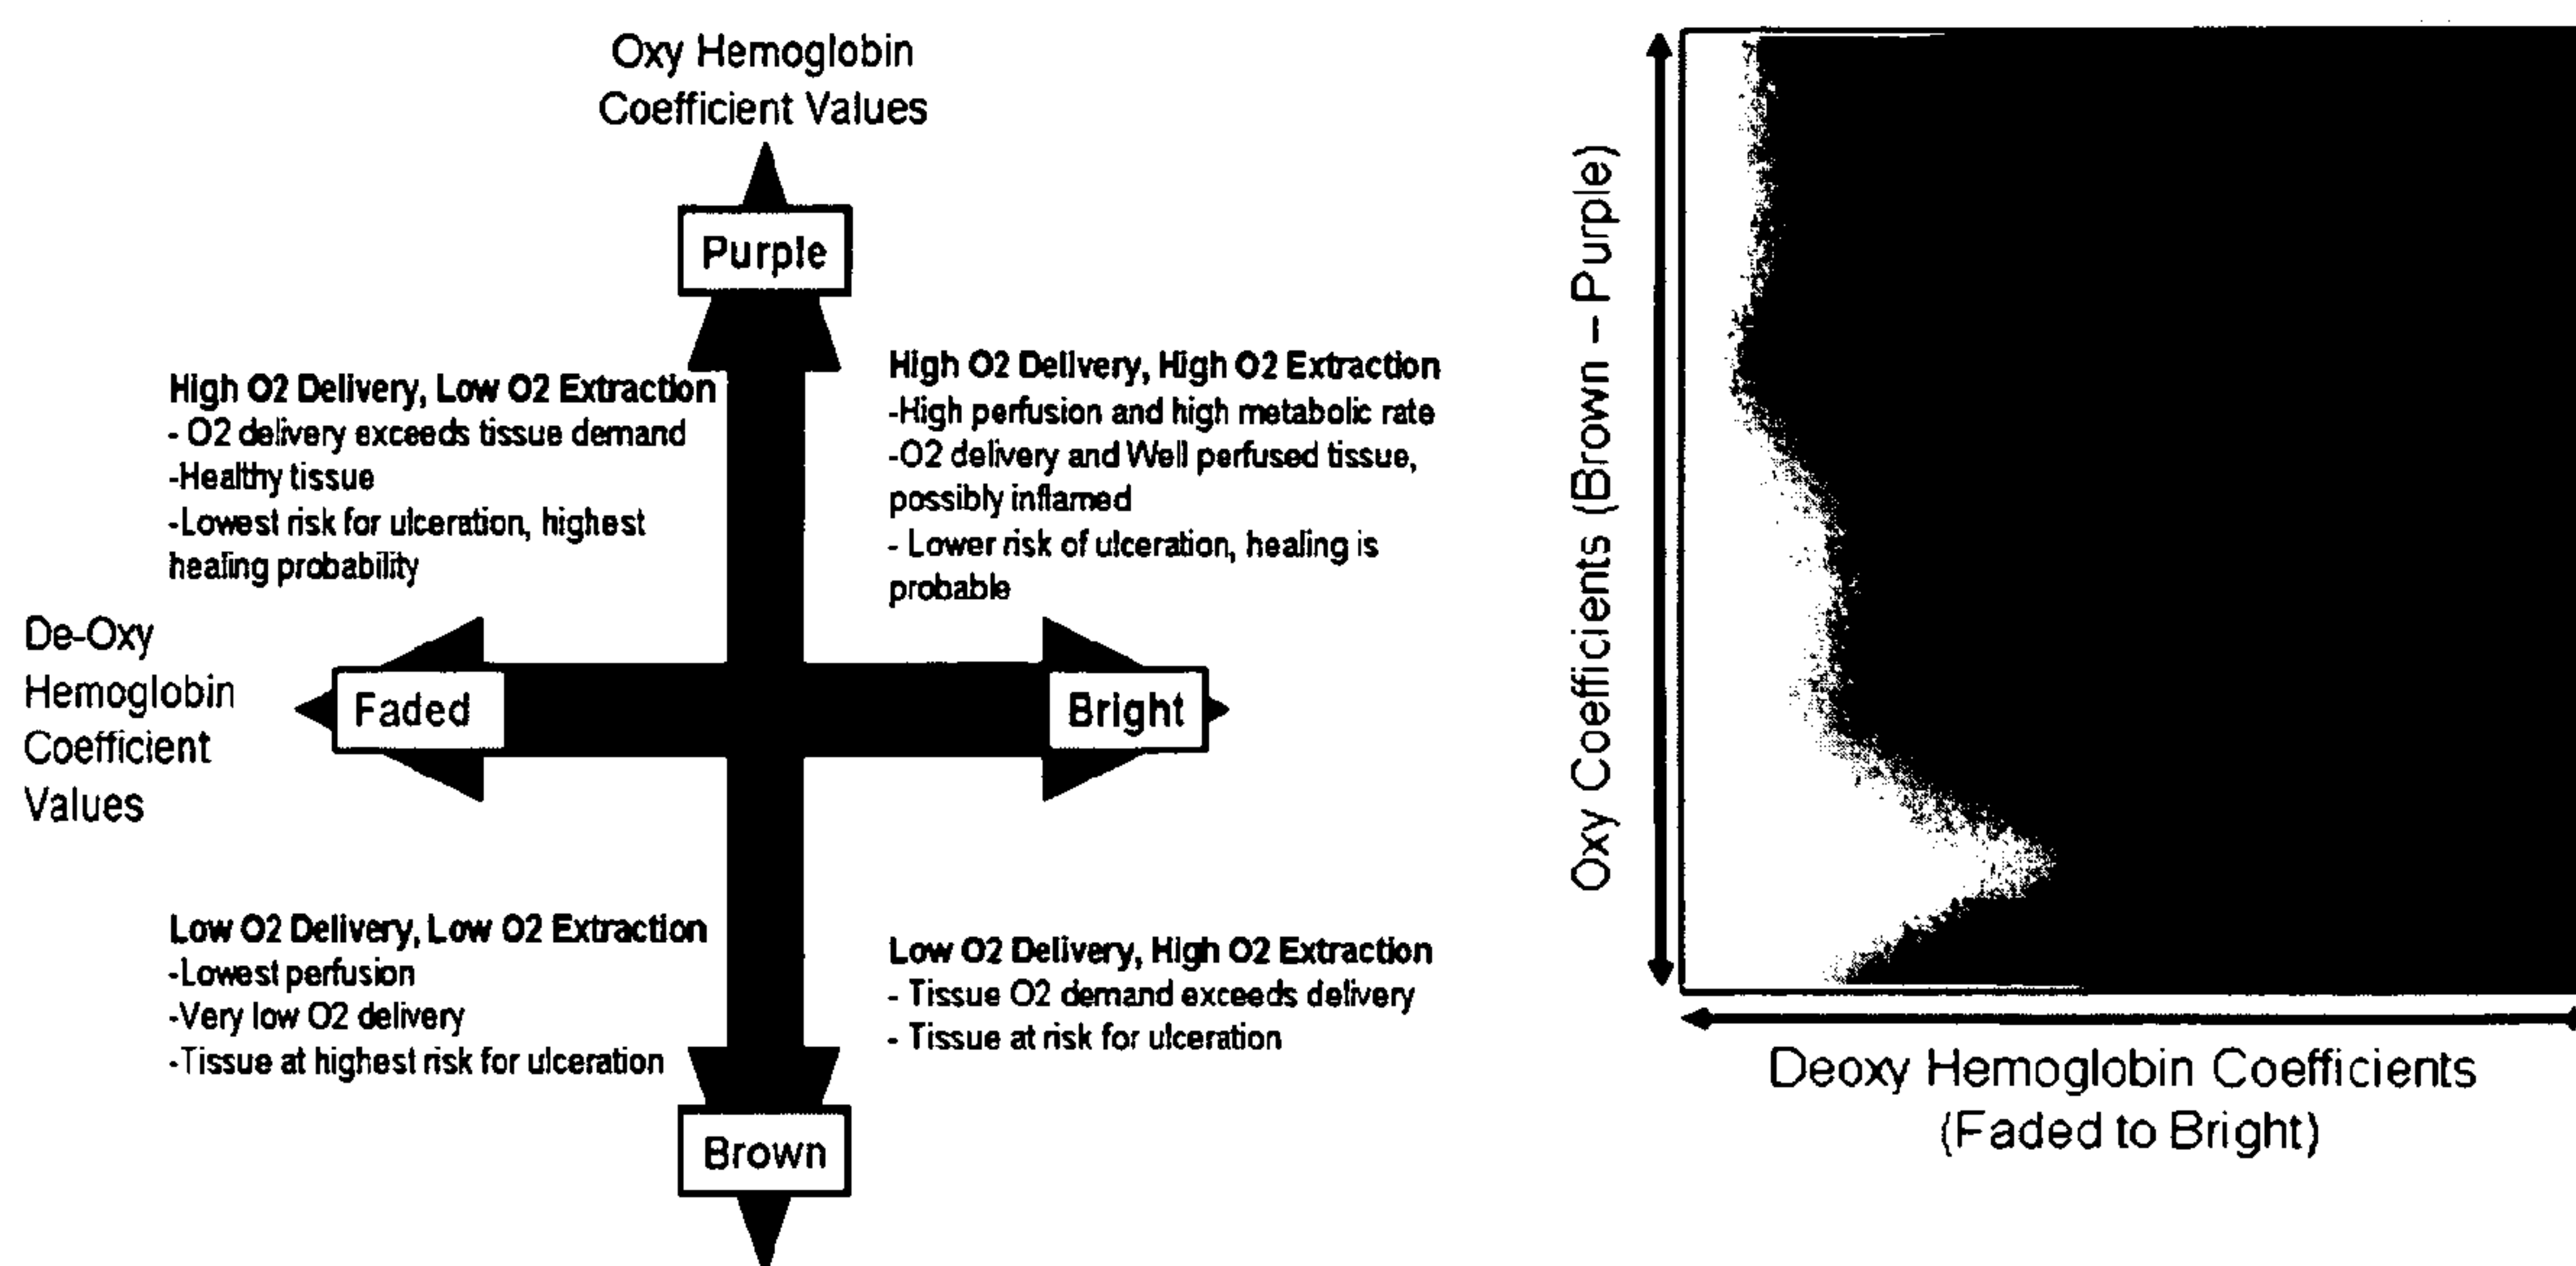 Oxy Hemoglobin
Coefficient Values
Purple
High O2 Delivery, Low O2 Extraction
- O2 delivery exceeds tissue demand
-Healthy tissue
-Lowest risk for ulceration, highest
healing probability
High O2 Delivery, High O2 Extraction
-High perfusion and high metabolic rate
-O2 delivery and Well perfused tissue,
possibly inflamed
- Lower risk of ulceration, healing is
probable
De-Oxy
Hemoglobin
Coefficient
Values
Faded
Bright
Low O2 Delivery, Low O2 Extraction
-Lowest perfusion
-Very low O2 delivery
-Tissue at highest risk for ulceration
Low O2 Delivery, High O2 Extraction
- Tissue O2 demand exceeds delivery
- Tissue at risk for ulceration
Brown
Oxy Coefficients (Brown – Purple)
Deoxy Hemoglobin Coefficients
(Faded to Bright)